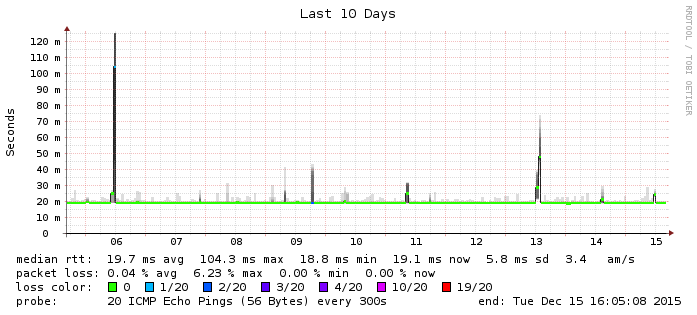 Last 10 Days
RRDTOOL / TOBI OETIKER
Seconds
120 m
110 m
100 m
90 m
80 m
70 m
60 m
50 m
40 m
30 m
20 m
10 m
0
06 07 08 09 10 11 12 13 14 15
median rtt: 19.7 ms avg 104.3 ms max 18.8 ms min 19.1 ms now 5.8 ms sd 3.4 am/s
packet loss: 0.04 % avg 6.23 % max 0.00 % min 0.00 % now
loss color: 0 1/20 2/20 3/20 4/20 10/20 19/20
probe: 20 ICMP Echo Pings (56 Bytes) every 300s end: Tue Dec 15 16:05:08 2015